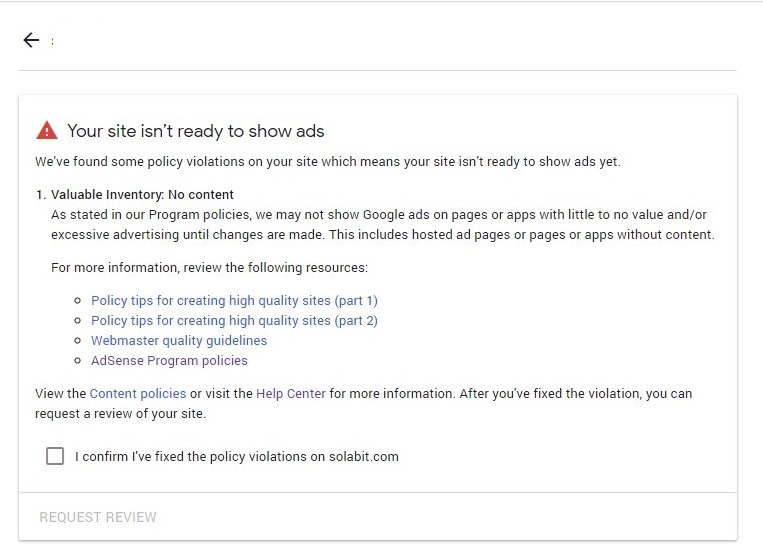 Your site isn't ready to show ads
We've found some policy violations on your site which means your site isn't ready to show ads yet.
1. Valuable Inventory: No content
As stated in our Program policies, we may not show Google ads on pages or apps with little to no value and/or
excessive advertising until changes are made. This includes hosted ad pages or pages or apps without content.
For more information, review the following resources:
Policy tips for creating high quality sites (part 1)
Policy tips for creating high quality sites (part 2)
Webmaster quality guidelines
AdSense Program policies
View the Content policies or visit the Help Center for more information. After you've fixed the violation, you can
request a review of your site.
I confirm I've fixed the policy violations on solabit.com
REQUEST REVIEW